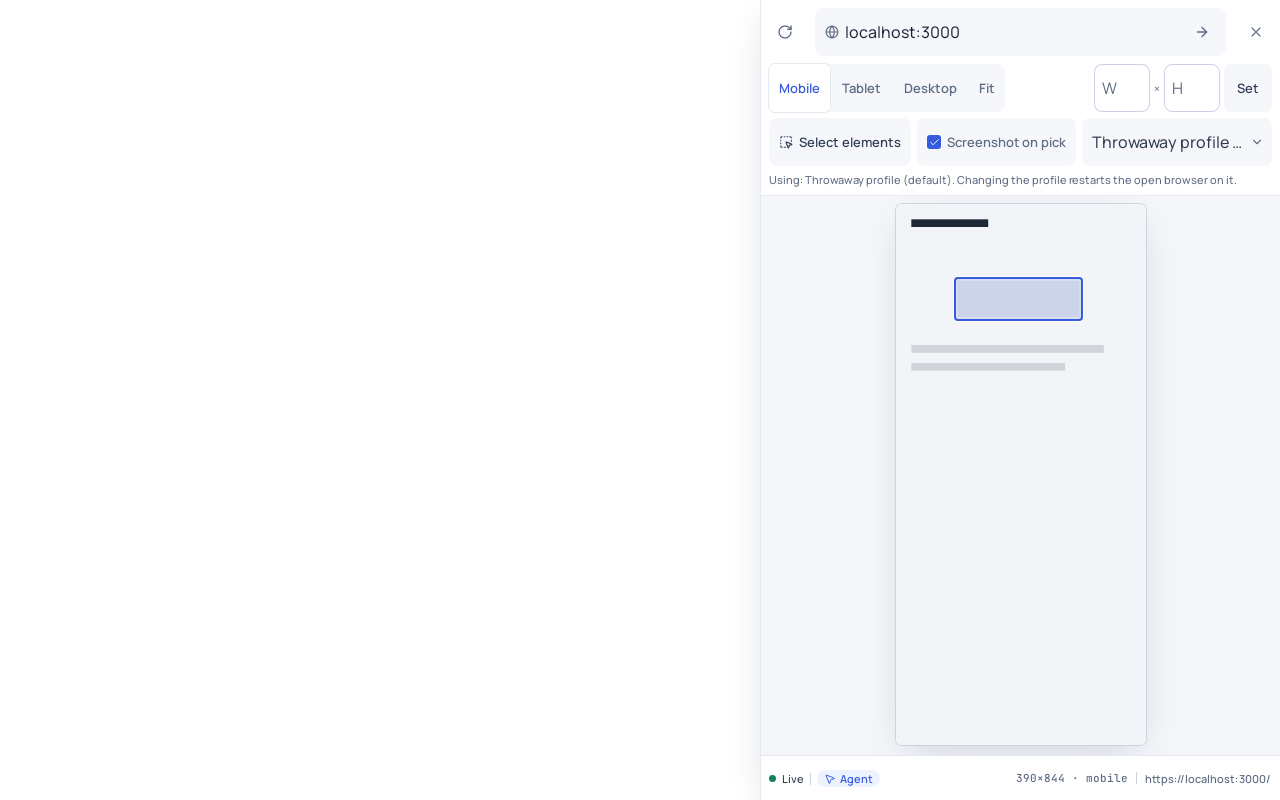 localhost:3000
Mobile Tablet Desktop Fit W × H Set
Select elements Screenshot on pick Throwaway profile …
Using: Throwaway profile (default). Changing the profile restarts the open browser on it.
Live Agent 390×844 · mobile https://localhost:3000/